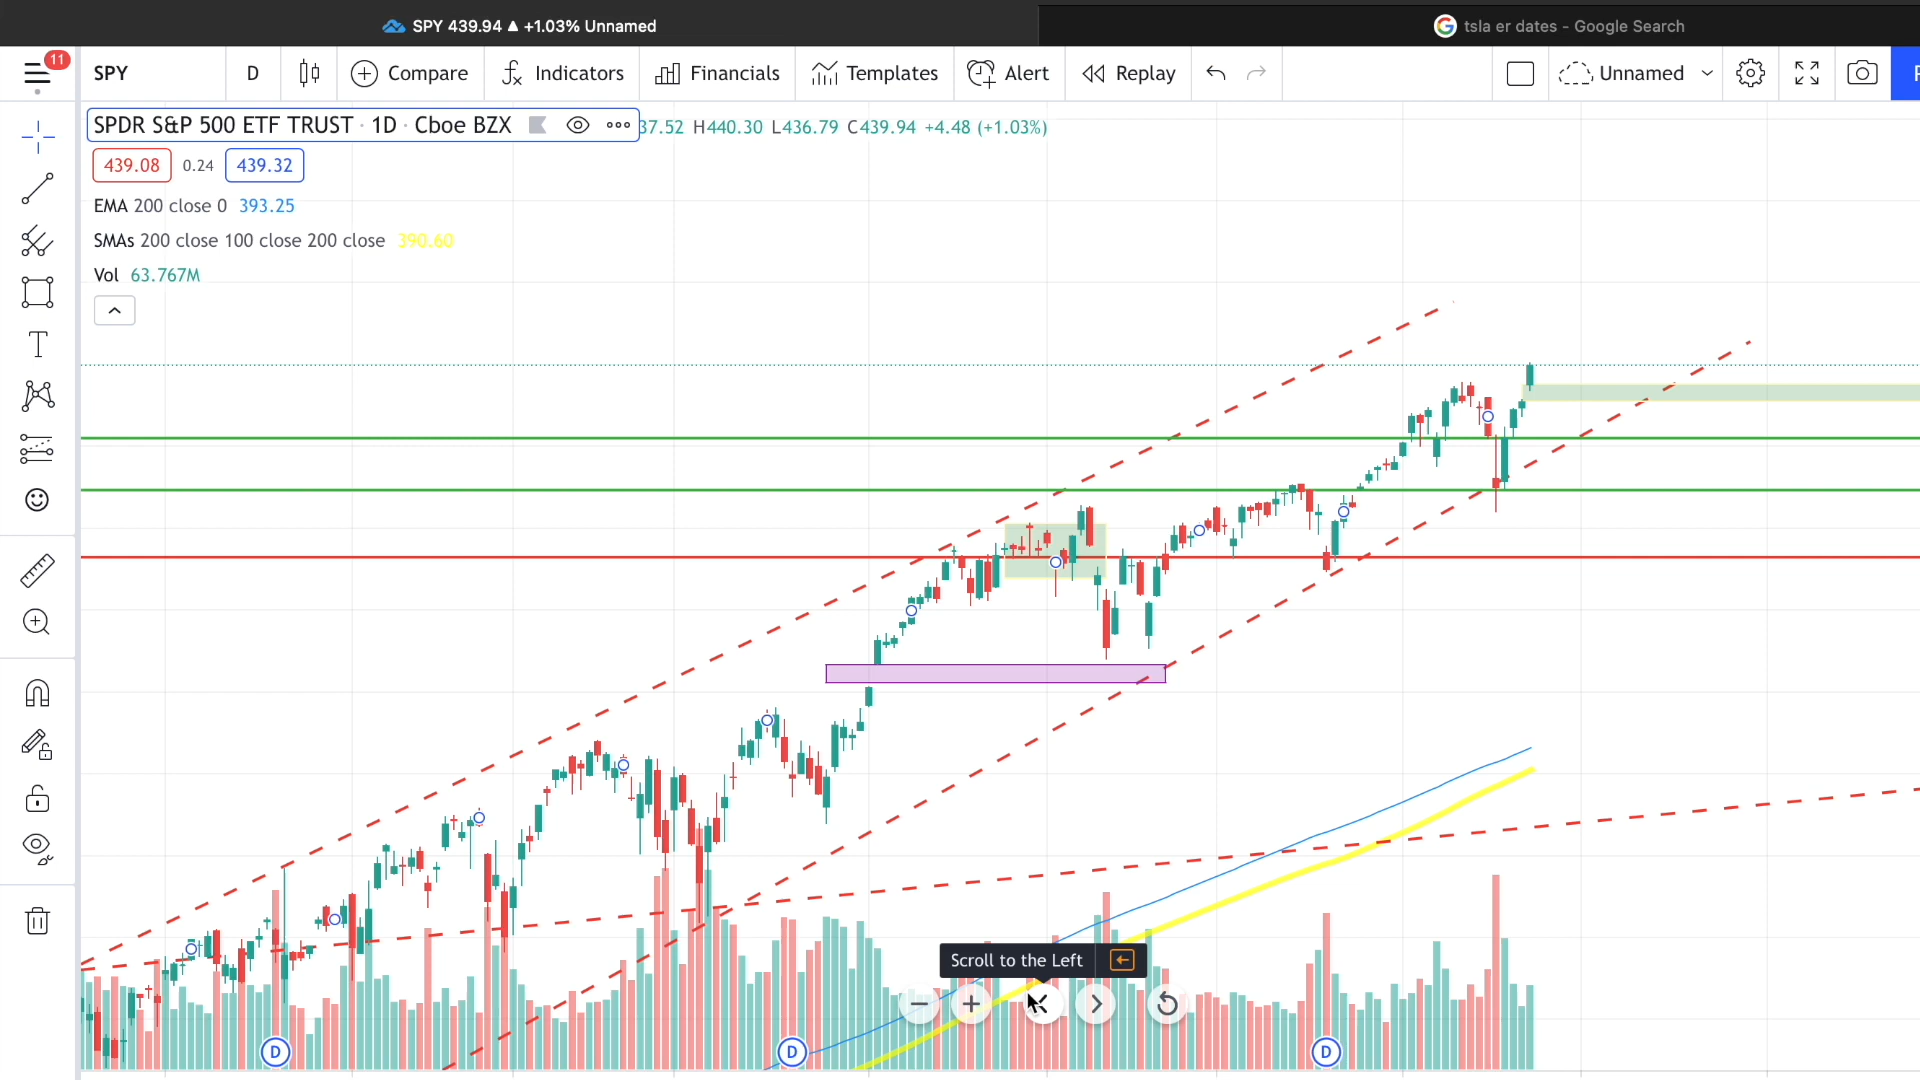 SPY 439.94 ▲ +1.03% Unnamed
tsla er dates - Google Search
11
SPY D Compare Indicators Financials Templates Alert Replay Unnamed
SPDR S&P 500 ETF TRUST · 1D · Cboe BZX 37.52 H440.30 L436.79 C439.94 +4.48 (+1.03%)
439.08 0.24 439.32
EMA 200 close 0 393.25
SMAs 200 close 100 close 200 close 390.60
Vol 63.767M
Scroll to the Left
D D D